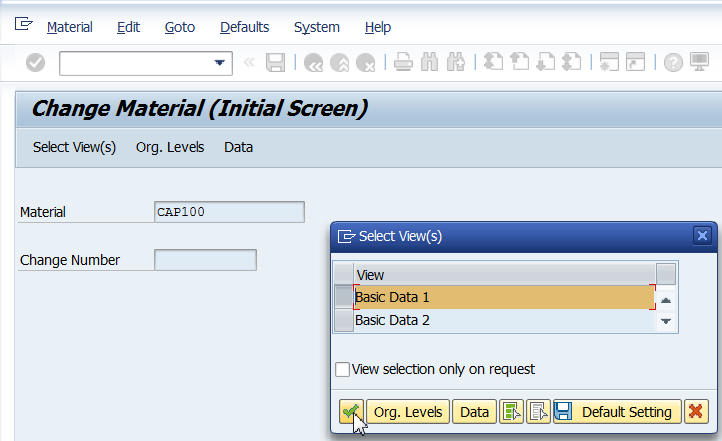 Material Edit Goto Defaults System Help
Change Material (Initial Screen)
Select View(s) Org. Levels Data
Material CAP100
Change Number
Select View(s)
View
Basic Data 1
Basic Data 2
View selection only on request
Org. Levels Data Default Setting